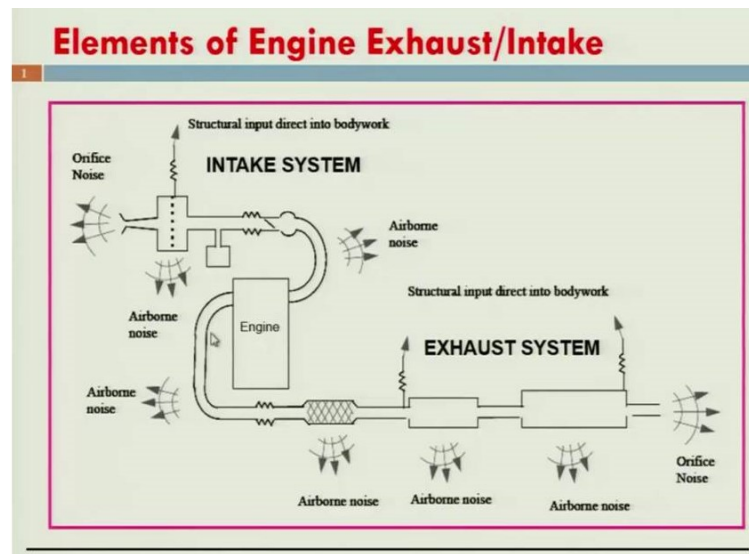 Elements of Engine Exhaust/Intake
1
Structural input direct into bodywork
Orifice
Noise
INTAKE SYSTEM
Airborne
noise
Structural input direct into bodywork
Airborne
noise
Engine
EXHAUST SYSTEM
Airborne
noise
Orifice
Noise
Airborne noise
Airborne noise
Airborne noise